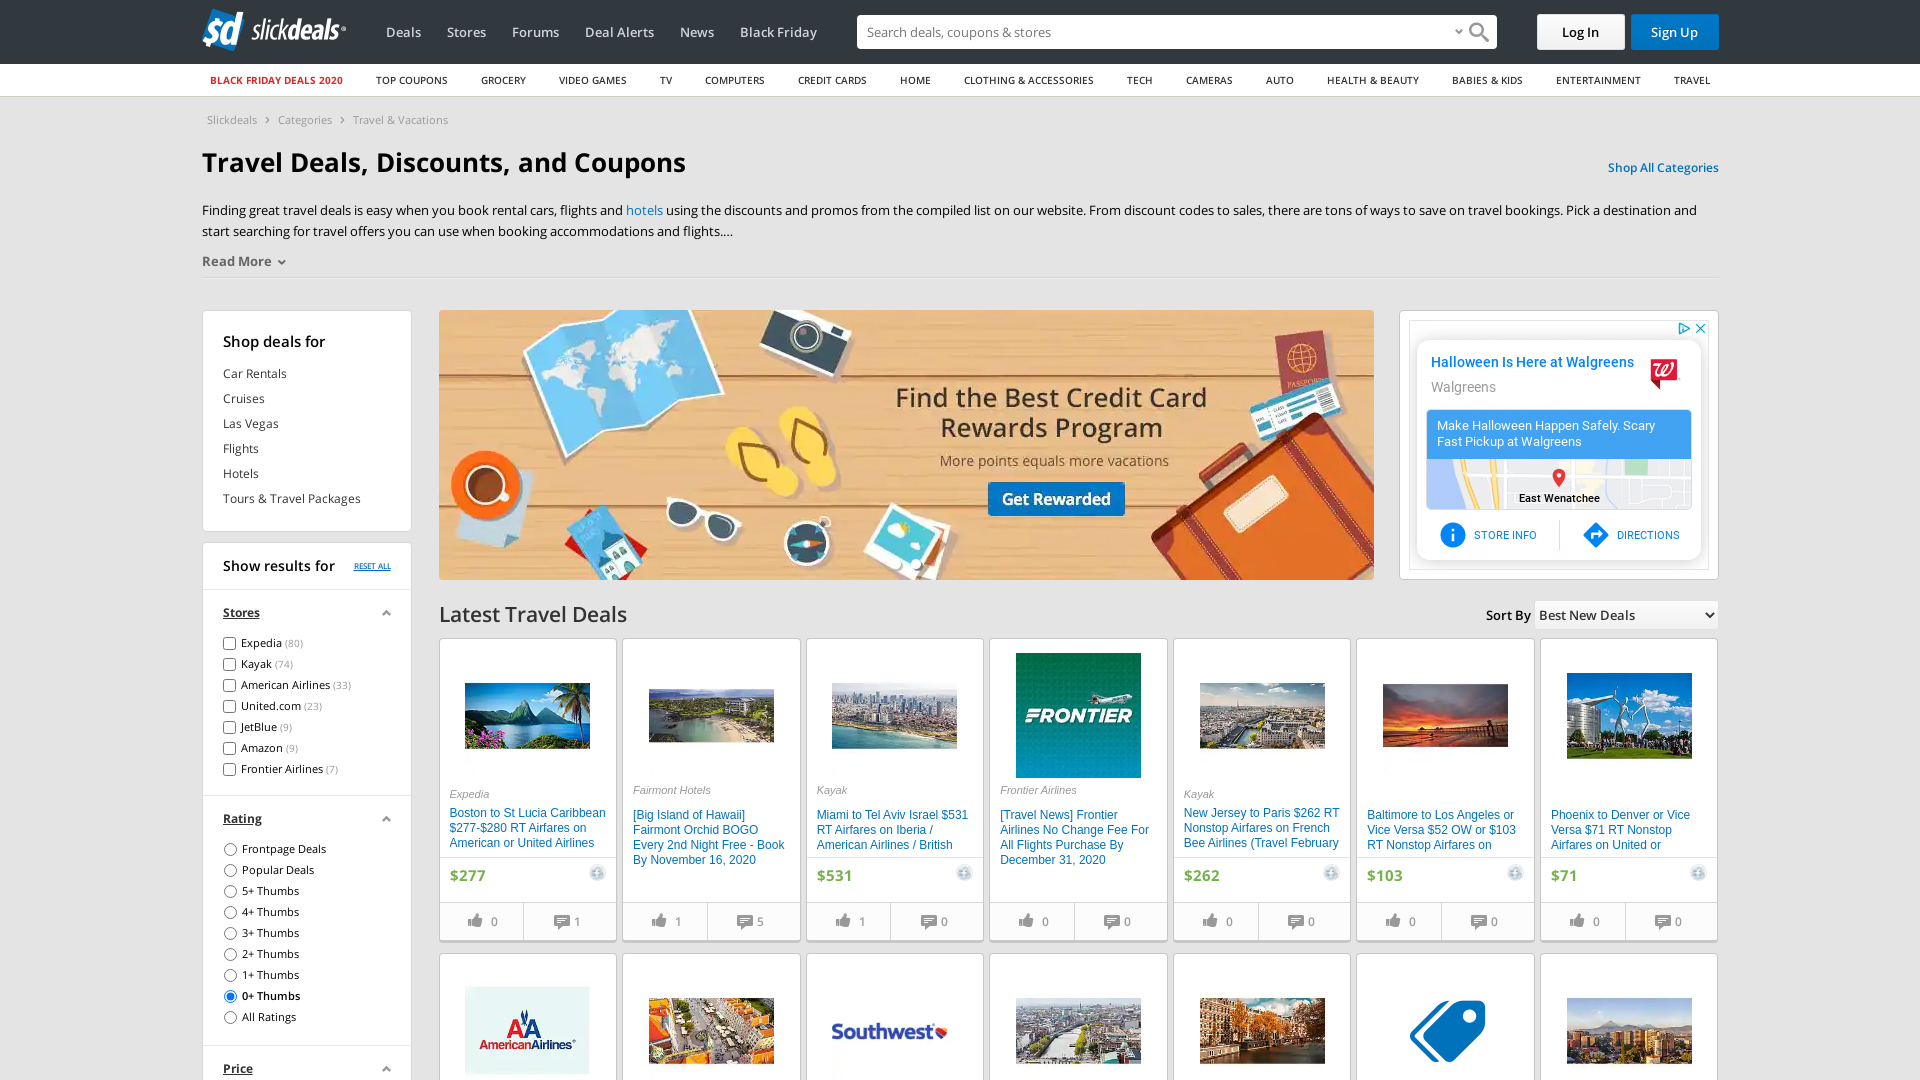 slickdeals
Deals
Stores
Forums
Deal Alerts
News
Black Friday
Search deals, coupons & stores
Log In
Sign Up
BLACK FRIDAY DEALS 2020
TOP COUPONS
GROCERY
VIDEO GAMES
TV
COMPUTERS
CREDIT CARDS
HOME
CLOTHING & ACCESSORIES
TECH
CAMERAS
AUTO
HEALTH & BEAUTY
BABIES & KIDS
ENTERTAINMENT
TRAVEL
Slickdeals > Categories > Travel & Vacations
Travel Deals, Discounts, and Coupons
Shop All Categories
Finding great travel deals is easy when you book rental cars, flights and hotels using the discounts and promos from the compiled list on our website. From discount codes to sales, there are tons of ways to save on travel bookings. Pick a destination and
start searching for travel offers you can use when booking accommodations and flights....
Read More
Shop deals for
Car Rentals
Cruises
Las Vegas
Flights
Hotels
Tours & Travel Packages
Show results for
RESET ALL
Stores
Expedia (80)
Kayak (74)
American Airlines (33)
United.com (23)
JetBlue (9)
Amazon (9)
Frontier Airlines (7)
Rating
Frontpage Deals
Popular Deals
5+ Thumbs
4+ Thumbs
3+ Thumbs
2+ Thumbs
1+ Thumbs
0+ Thumbs
All Ratings
Price
PASSPORT
Find the Best Credit Card
Rewards Program
More points equals more vacations
Get Rewarded
Halloween Is Here at Walgreens
Walgreens
Make Halloween Happen Safely. Scary
Fast Pickup at Walgreens
East Wenatchee
STORE INFO
DIRECTIONS
Latest Travel Deals
Sort By
Best New Deals
Expedia
Boston to St Lucia Caribbean
$277-$280 RT Airfares on
American or United Airlines
$277
0
1
Fairmont Hotels
[Big Island of Hawaii]
Fairmont Orchid BOGO
Every 2nd Night Free - Book
By November 16, 2020
1
5
Kayak
Miami to Tel Aviv Israel $531
RT Airfares on Iberia /
American Airlines / British
$531
1
0
FRONTIER
Frontier Airlines
[Travel News] Frontier
Airlines No Change Fee For
All Flights Purchase By
December 31, 2020
0
0
Kayak
New Jersey to Paris $262 RT
Nonstop Airfares on French
Bee Airlines (Travel February
$262
0
0
Baltimore to Los Angeles or
Vice Versa $52 OW or $103
RT Nonstop Airfares on
$103
0
0
Phoenix to Denver or Vice
Versa $71 RT Nonstop
Airfares on United or
$71
0
0
AmericanAirlines
Southwest